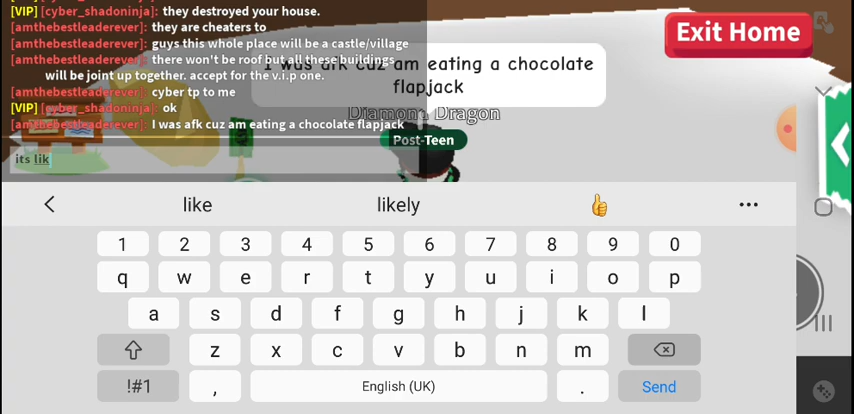 [VIP] [cyber_shadoninja]: they destroyed your house.
[amthebestleaderever]: they are cheaters to
[amthebestleaderever]: guys this whole place will be a castle/village
[amthebestleaderever]: there won't be roof but all these buildings
will be joint up together. accept for the v.i.p one.
[amthebestleaderever]: cyber tp to me
[VIP] [cyber_shadoninja]: ok
[amthebestleaderever]: I was afk cuz am eating a chocolate flapjack
Exit Home
I was afk cuz am eating a chocolate
flapjack
Diamond Dragon
Post-Teen
its lik
like likely 👍 •••
1 2 3 4 5 6 7 8 9 0
q w e r t y u i o p
a s d f g h j k l
z x c v b n m
!#1 , English (UK) . Send